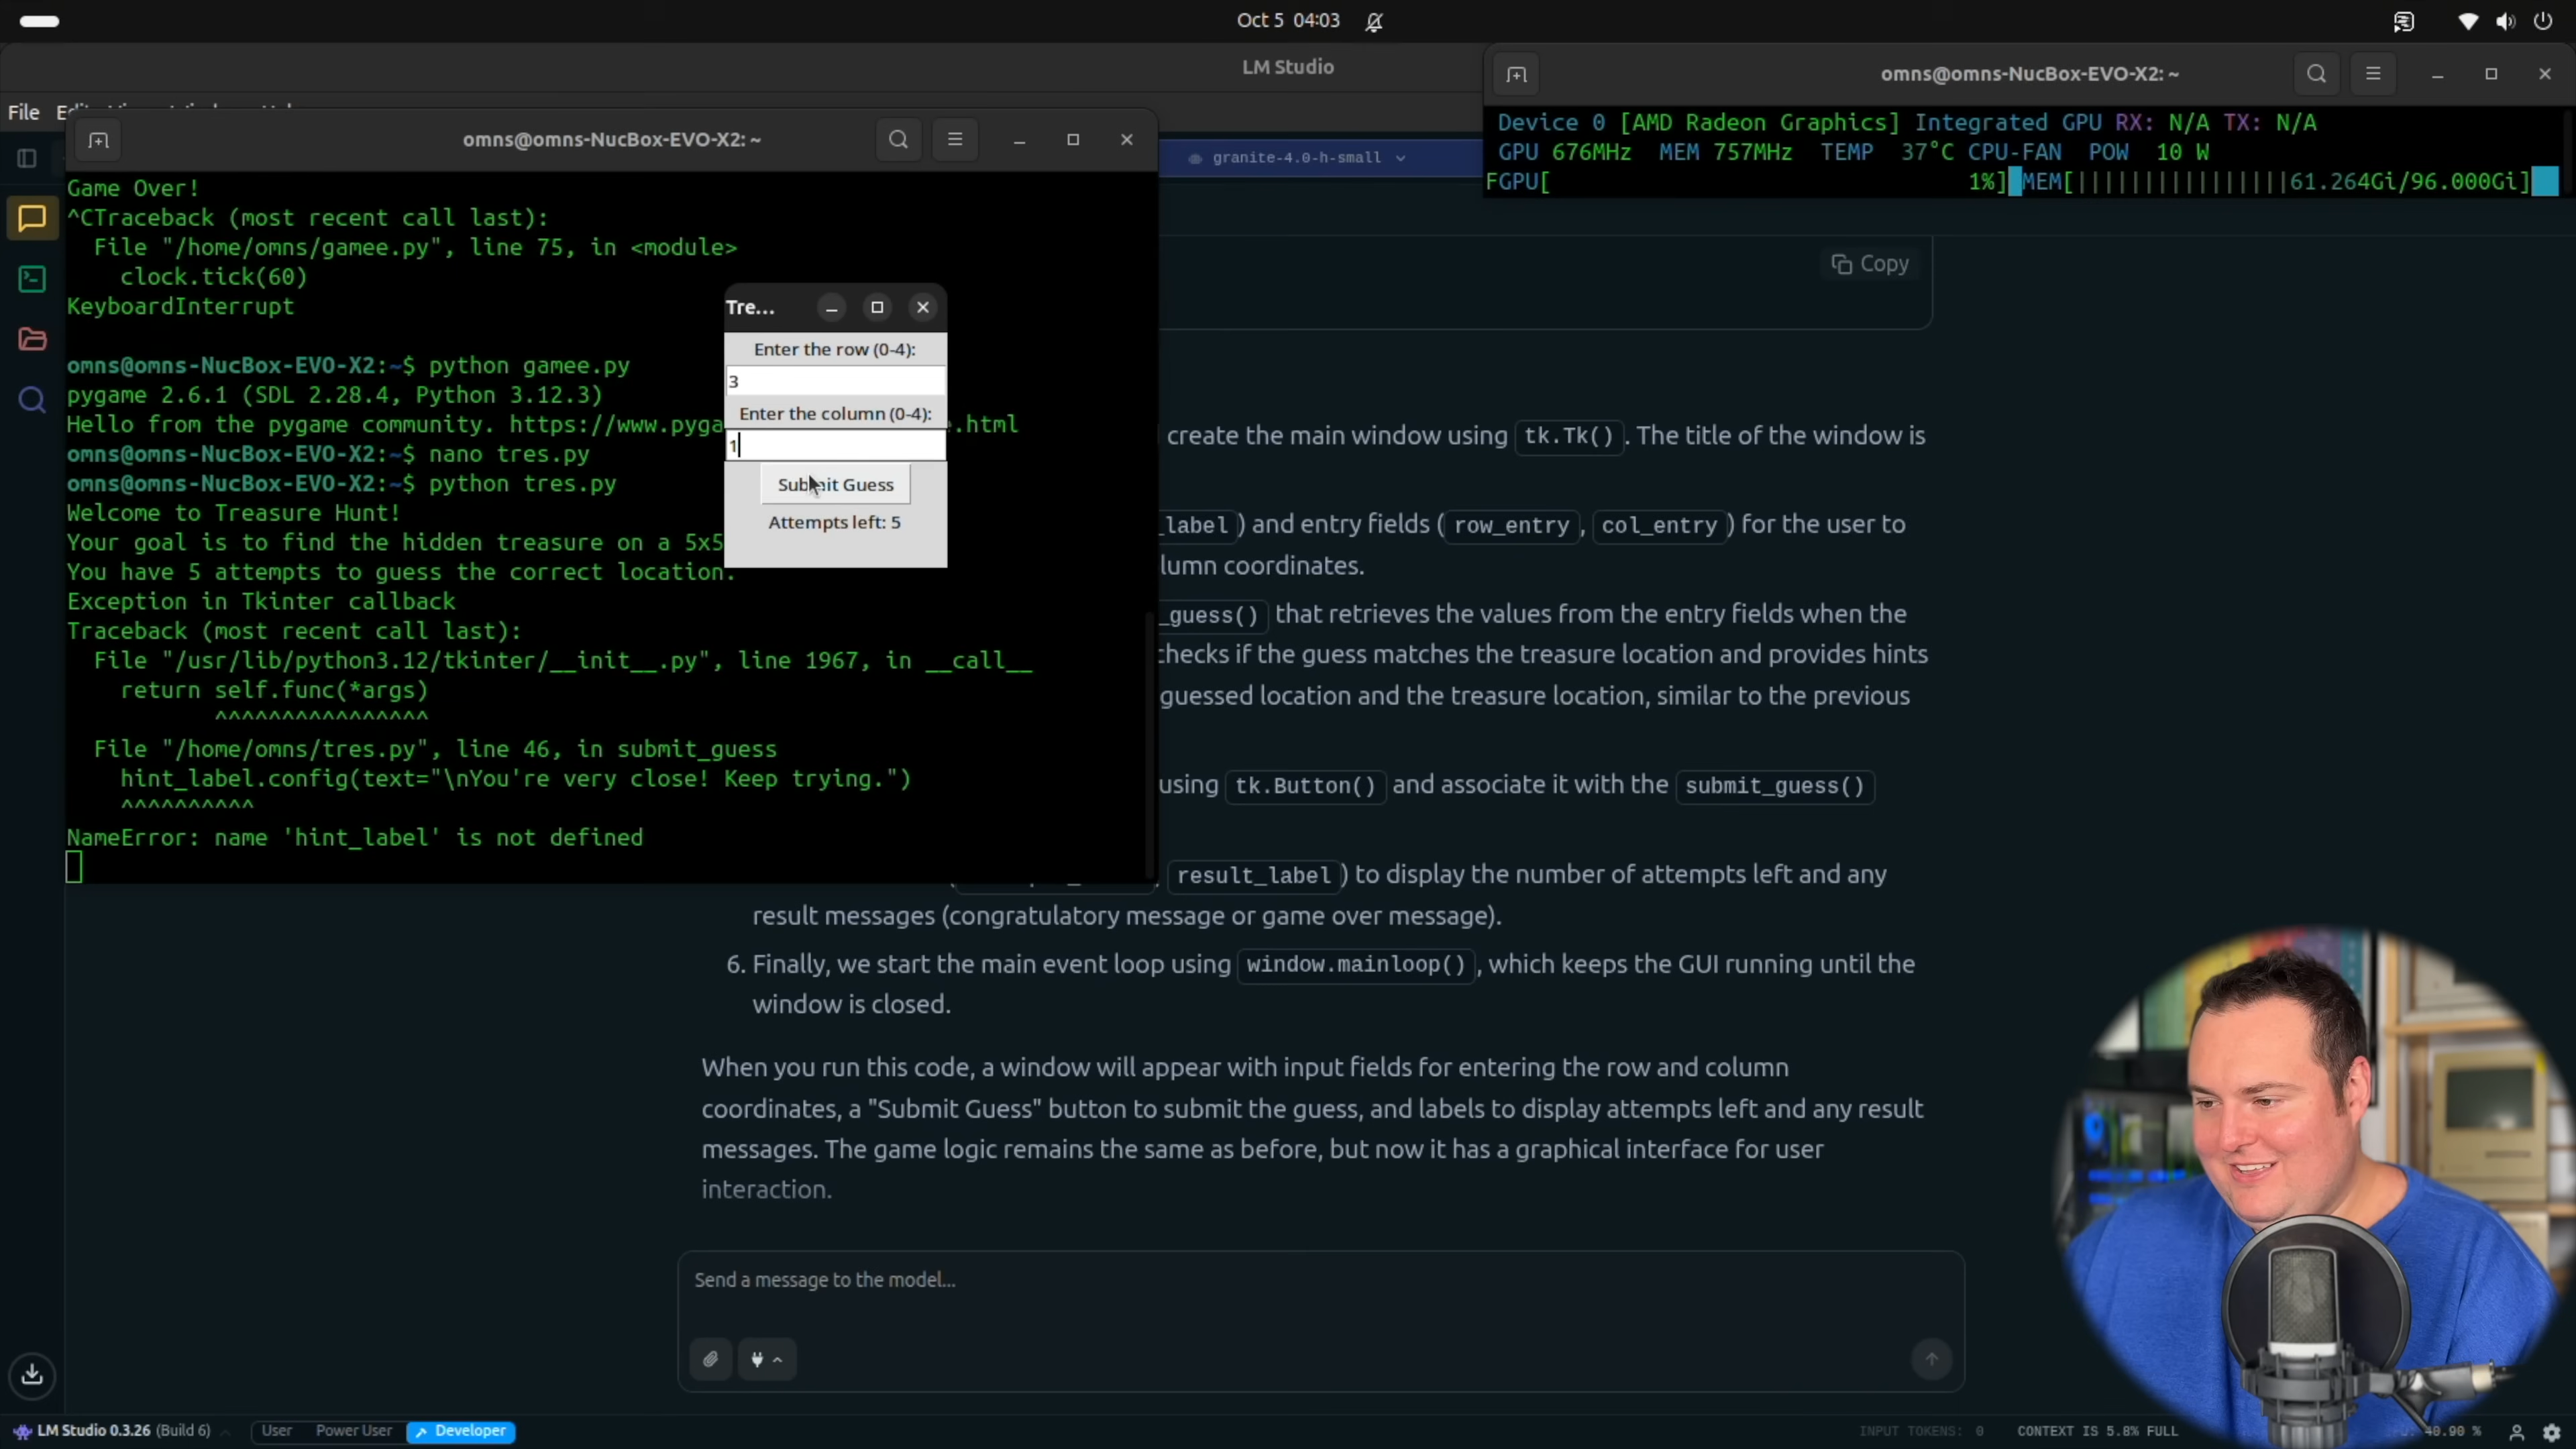 Oct 5 04:03
LM Studio
omns@omns-NucBox-EVO-X2: ~
Device 0 [AMD Radeon Graphics] Integrated GPU RX: N/A TX: N/A
GPU 676MHz MEM 757MHz TEMP 37°C CPU-FAN POW 10 W
FGPU[ 1%] MEM[||||||||||||||||61.264Gi/96.000Gi]
File
omns@omns-NucBox-EVO-X2: ~
granite-4.0-h-small
Copy
Game Over!
^CTraceback (most recent call last):
File "/home/omns/gamee.py", line 75, in <module>
clock.tick(60)
KeyboardInterrupt
omns@omns-NucBox-EVO-X2:~$ python gamee.py
pygame 2.6.1 (SDL 2.28.4, Python 3.12.3)
Hello from the pygame community. https://www.pyga .html
omns@omns-NucBox-EVO-X2:~$ nano tres.py
omns@omns-NucBox-EVO-X2:~$ python tres.py
Welcome to Treasure Hunt!
Your goal is to find the hidden treasure on a 5x5
You have 5 attempts to guess the correct location.
Exception in Tkinter callback
Traceback (most recent call last):
File "/usr/lib/python3.12/tkinter/__init__.py", line 1967, in __call__
return self.func(*args)
^^^^^^^^^^^^^^^^
File "/home/omns/tres.py", line 46, in submit_guess
hint_label.config(text="\nYou're very close! Keep trying.")
^^^^^^^^^^
NameError: name 'hint_label' is not defined
Tre...
Enter the row (0-4):
3
Enter the column (0-4):
1
Submit Guess
Attempts left: 5
create the main window using tk.Tk() . The title of the window is
_label ) and entry fields ( row_entry , col_entry ) for the user to
lumn coordinates.
_guess() that retrieves the values from the entry fields when the
checks if the guess matches the treasure location and provides hints
guessed location and the treasure location, similar to the previous
using tk.Button() and associate it with the submit_guess()
result_label ) to display the number of attempts left and any
result messages (congratulatory message or game over message).
6. Finally, we start the main event loop using window.mainloop() , which keeps the GUI running until the
window is closed.
When you run this code, a window will appear with input fields for entering the row and column
coordinates, a "Submit Guess" button to submit the guess, and labels to display attempts left and any result
messages. The game logic remains the same as before, but now it has a graphical interface for user
interaction.
Send a message to the model...
LM Studio 0.3.26 (Build 6)
User
Power User
Developer
INPUT TOKENS: 0
CONTEXT IS 5.8% FULL
40.90 %